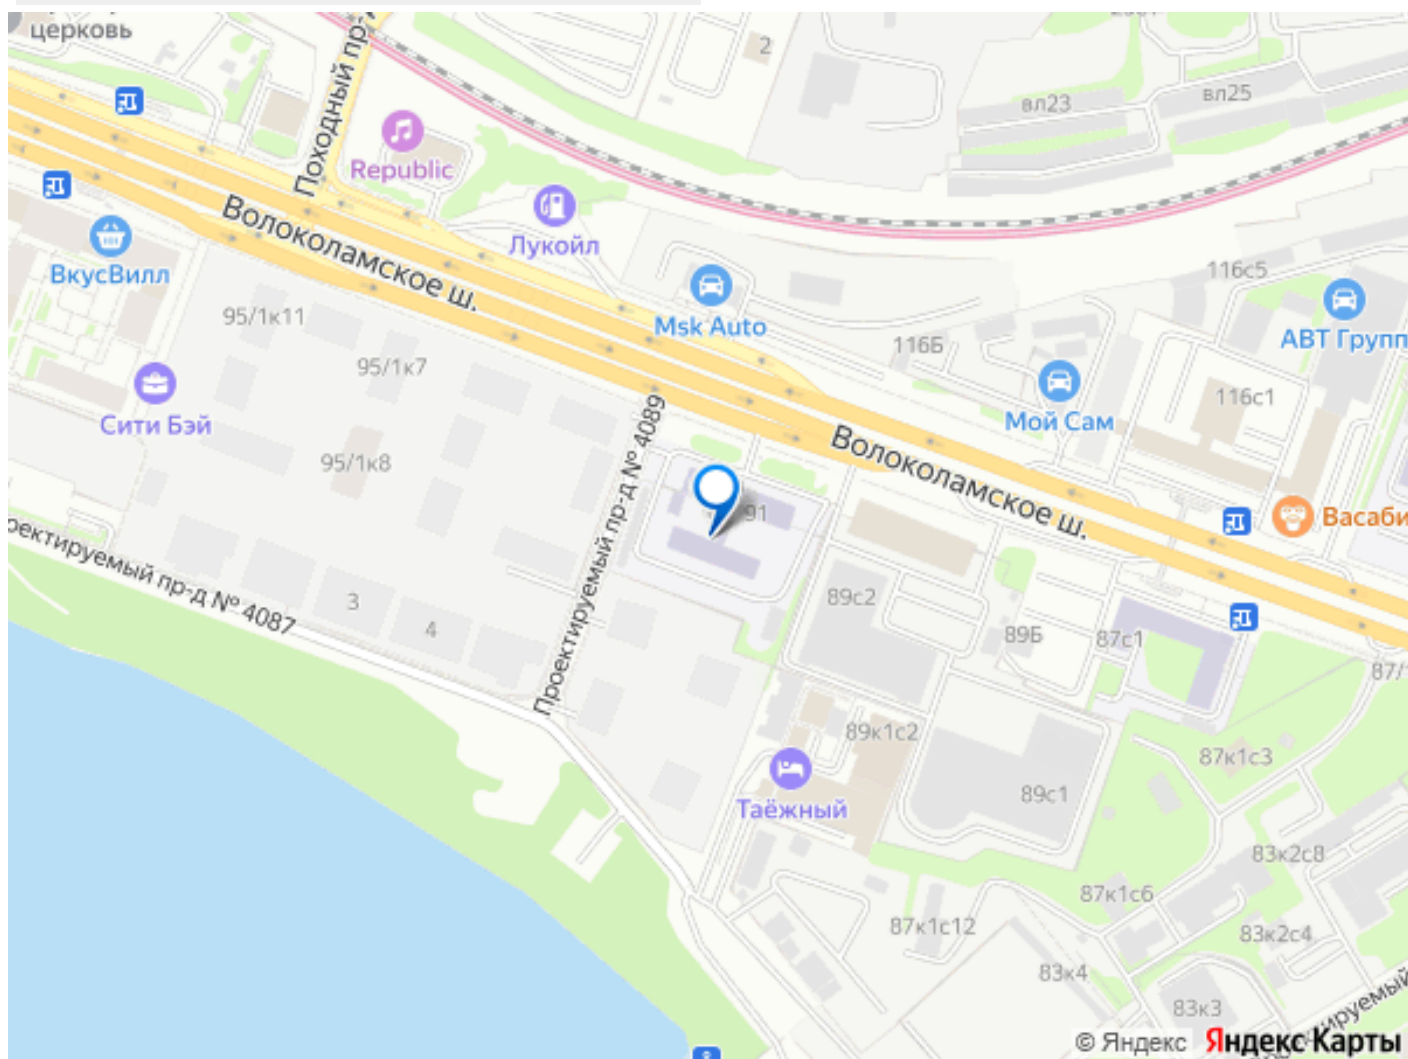 церковь
Походный пр-
2
вл23
вл25
Republic
Лукойл
Волоколамское ш.
ВкусВилл
116с5
95/1к11
Msk Auto
116Б
АВТ Групп
95/1к7
116с1
Сити Бэй
Мой Сам
Проектируемый пр-д № 4089
Волоколамское ш.
95/1к8
91
Васаби
оектируемый пр-д № 4087
3
4
89с2
89Б
87с1
87/
89к1с2
87к1с3
Таёжный
89с1
83к2с8
87к1с6
87к1с12
83к2с4
83к4
83к3
ируемый
© Яндекс Яндекс Карты